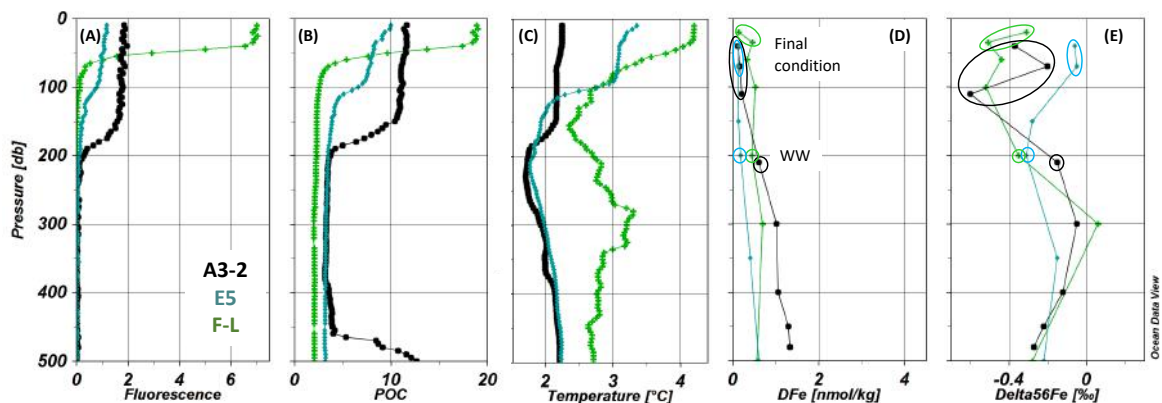 0
100
200
300
400
500
Pressure [db]
(A)
A3-2
E5
F-L
0 2 4 6
Fluorescence
(B)
0 10 20
POC
(C)
2 3 4
Temperature [°C]
(D)
Final
condition
WW
0 1 2 3 4
DFe [nmol/kg]
(E)
-0.4 0
Delta56Fe [‰]
Ocean Data View